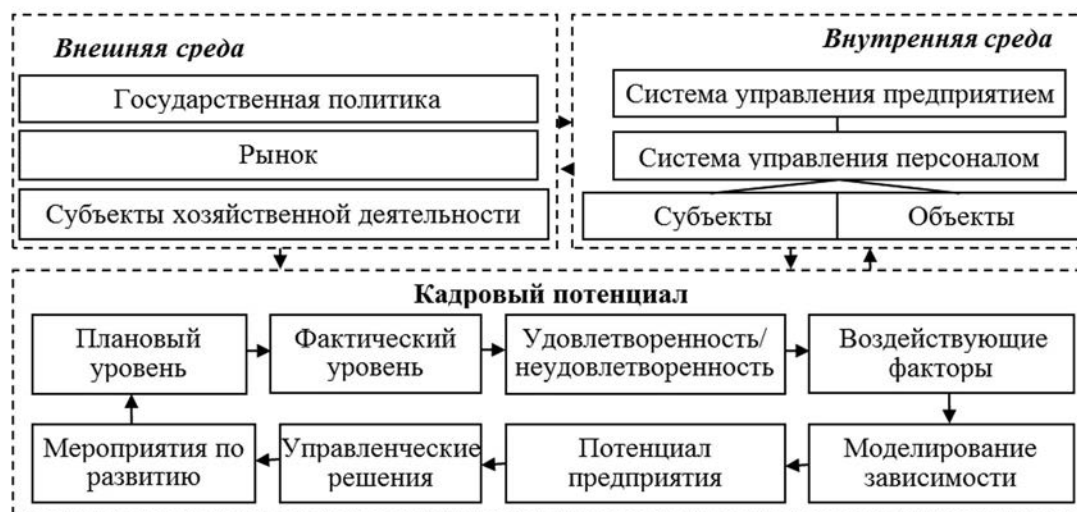 Внешняя среда
Государственная политика
Рынок
Субъекты хозяйственной деятельности
Внутренняя среда
Система управления предприятием
Система управления персоналом
Субъекты
Объекты
Кадровый потенциал
Плановый
уровень
Фактический
уровень
Удовлетворенность/
неудовлетворенность
Воздействующие
факторы
Мероприятия по
развитию
Управленческие
решения
Потенциал
предприятия
Моделирование
зависимости